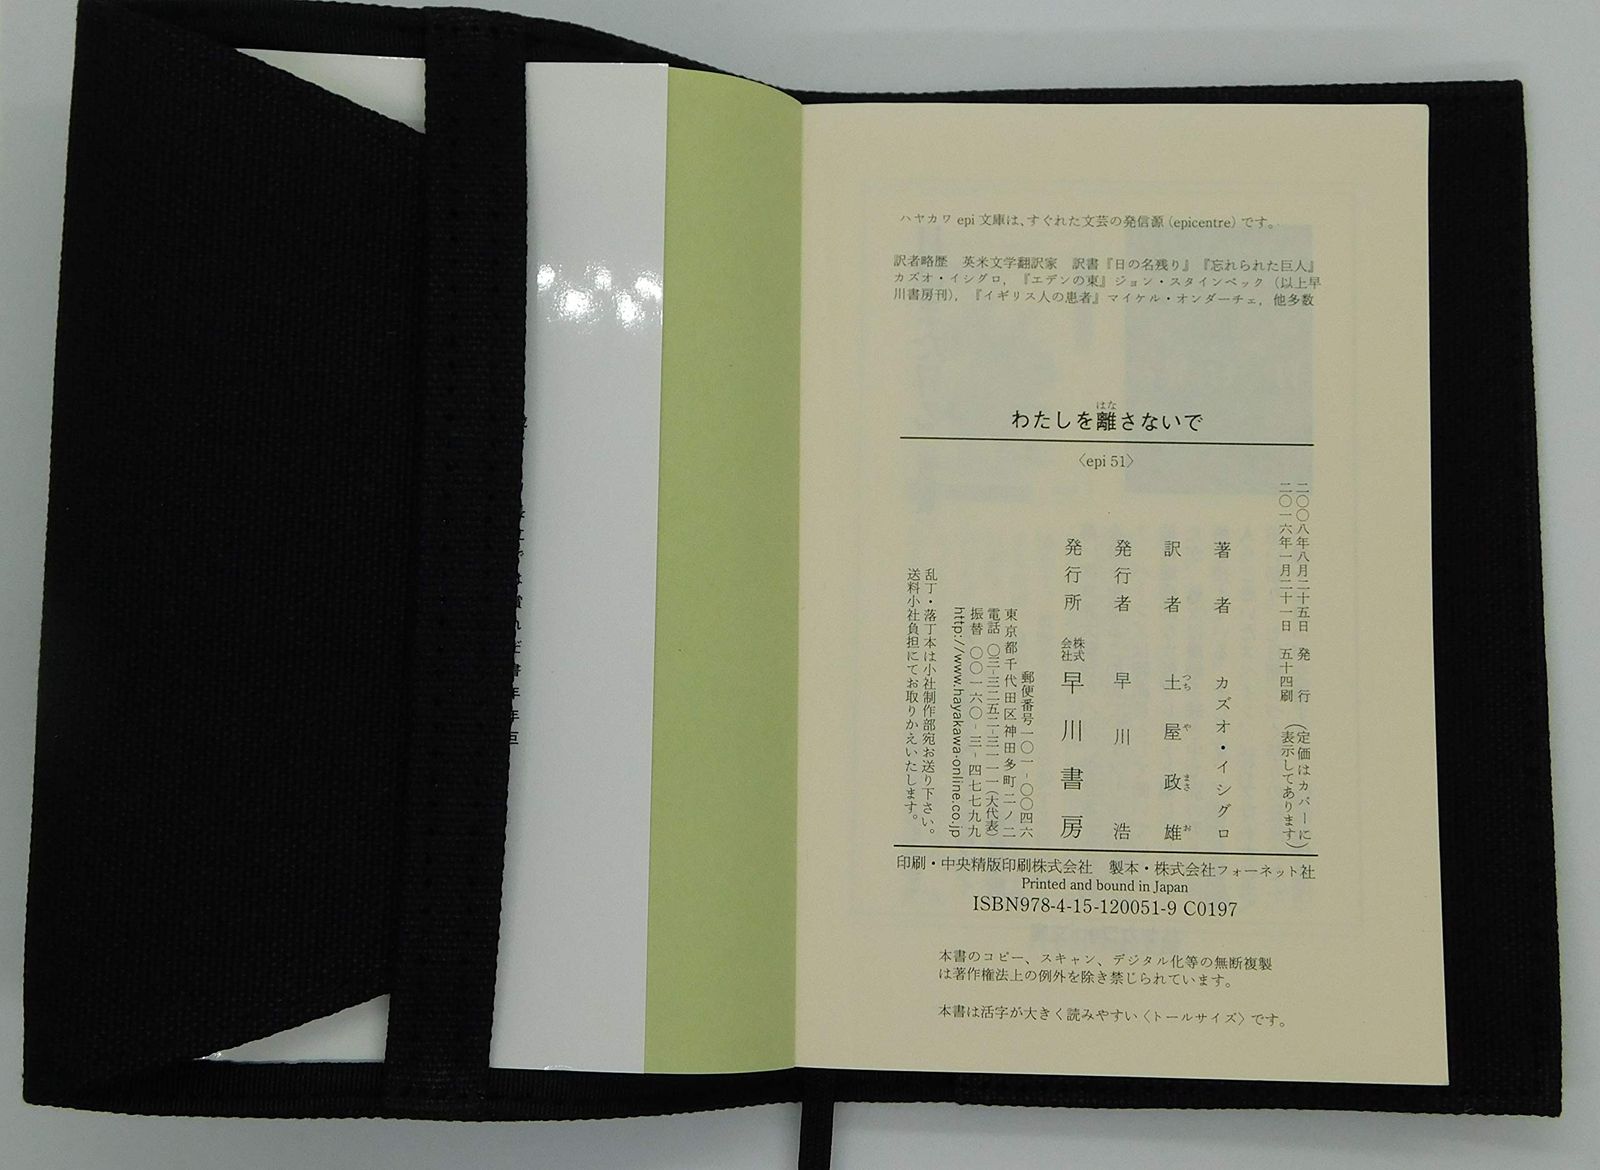 ハヤカワ epi 文庫は、すぐれた文芸の発信源 (epicentre) です。
訳者略歴　英米文学翻訳家　訳書『日の名残り』『忘れられた巨人』
カズオ・イシグロ，『エデンの東』ジョン・スタインベック（以上早
川書房刊），『イギリス人の患者』マイケル・オンダーチェ，他多数
はな
わたしを離さないで
〈epi 51〉
二〇〇八年八月二十五日　発　行
二〇一六年一月二十一日　五十四刷
（定価はカバーに
表示してあります）
著　者　カズオ・イシグロ
訳　者　土屋政雄
つち　や　まさ　お
発行者　早川　浩
発行所　株式会社　早川書房
郵便番号　一〇一‐〇〇四六
東京都千代田区神田多町二ノ二
電話　〇三‐三二五二‐三一一一（大代表）
振替　〇〇一六〇‐三‐四七七九九
http://www.hayakawa-online.co.jp
乱丁・落丁本は小社制作部宛お送り下さい。
送料小社負担にてお取りかえいたします。
印刷・中央精版印刷株式会社　製本・株式会社フォーネット社
Printed and bound in Japan
ISBN978-4-15-120051-9 C0197
本書のコピー、スキャン、デジタル化等の無断複製
は著作権法上の例外を除き禁じられています。
本書は活字が大きく読みやすい〈トールサイズ〉です。